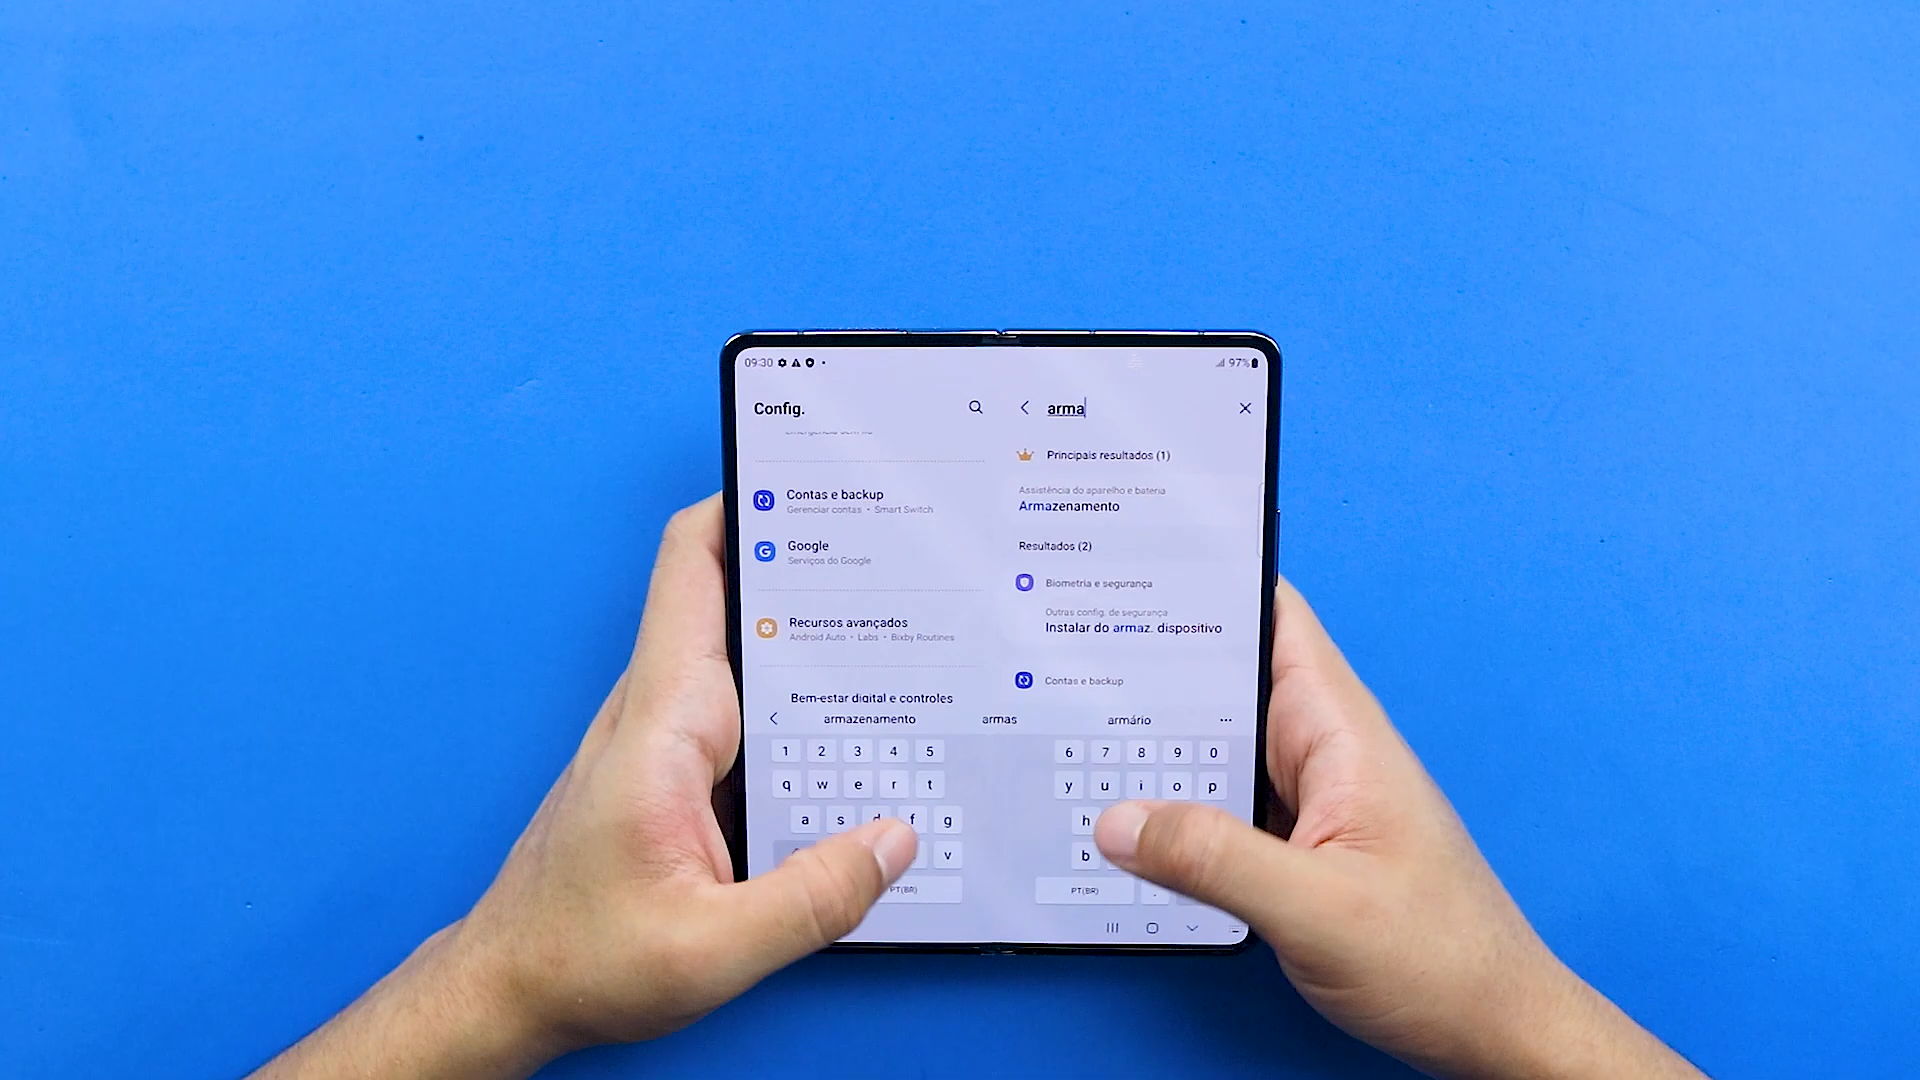 09:30
97%
Config.
Contas e backup
Gerenciar contas • Smart Switch
Google
Serviços do Google
Recursos avançados
Android Auto • Labs • Bixby Routines
Bem-estar digital e controles
arma
Principais resultados (1)
Assistência do aparelho e bateria
Armazenamento
Resultados (2)
Biometria e segurança
Outras config. de segurança
Instalar do armaz. dispositivo
Contas e backup
armazenamento armas armário
1 2 3 4 5 6 7 8 9 0
q w e r t y u i o p
a s d f g h
v b
PT(BR) PT(BR) .